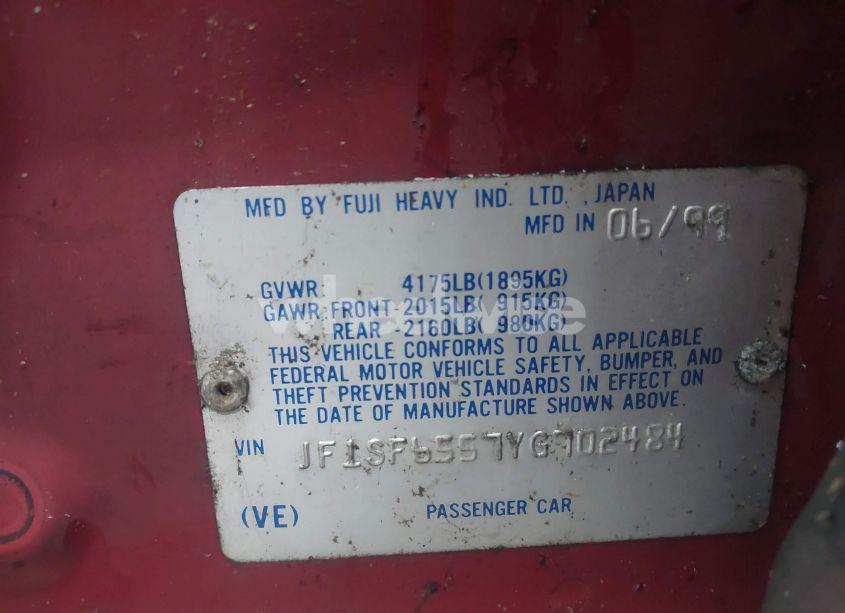 MFD BY FUJI HEAVY IND. LTD. ,JAPAN
MFD IN 06/99
GVWR: 4175LB(1895KG)
GAWR FRONT 2015LB( 915KG)
REAR 2160LB( 980KG)
THIS VEHICLE CONFORMS TO ALL APPLICABLE
FEDERAL MOTOR VEHICLE SAFETY, BUMPER, AND
THEFT PREVENTION STANDARDS IN EFFECT ON
THE DATE OF MANUFACTURE SHOWN ABOVE.
VIN JF1SF6557YG702484
(VE) PASSENGER CAR